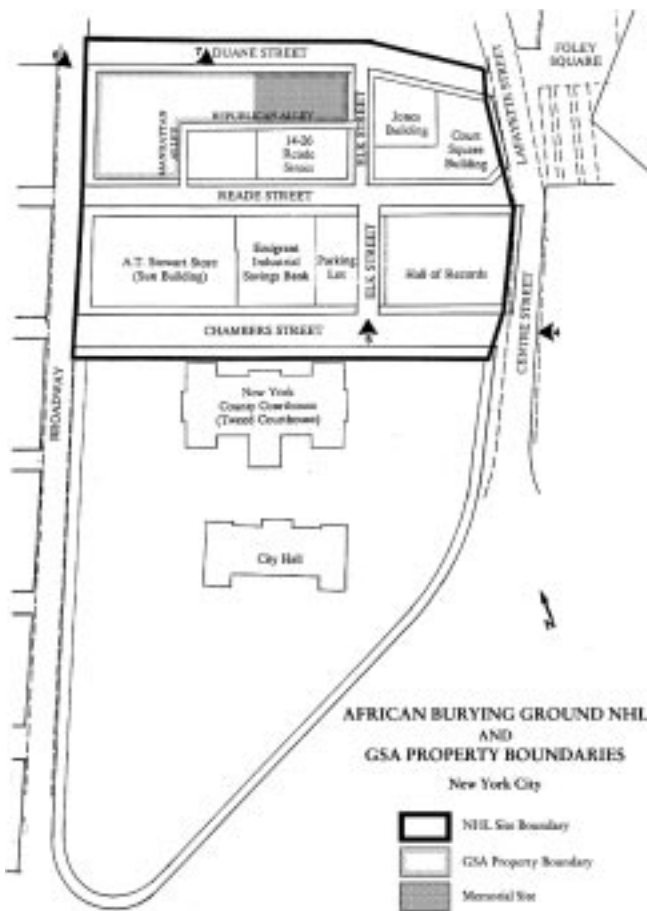 DUANE STREET
FOLEY
SQUARE
LAFAYETTE STREET
REPUBLICAN ALLEY
MANHATTAN
ALLEY
14-26
Reade
Street
ELK STREET
Jones
Building
Court
Square
Building
READE STREET
A.T. Stewart Store
(Sun Building)
Emigrant
Industrial
Savings Bank
Parking
Lot
ELK STREET
Hall of Records
CENTRE STREET
CHAMBERS STREET
BROADWAY
New York
County Courthouse
(Tweed Courthouse)
City Hall
N
AFRICAN BURYING GROUND NHL
AND
GSA PROPERTY BOUNDARIES
New York City
NHL Site Boundary
GSA Property Boundary
Memorial Site